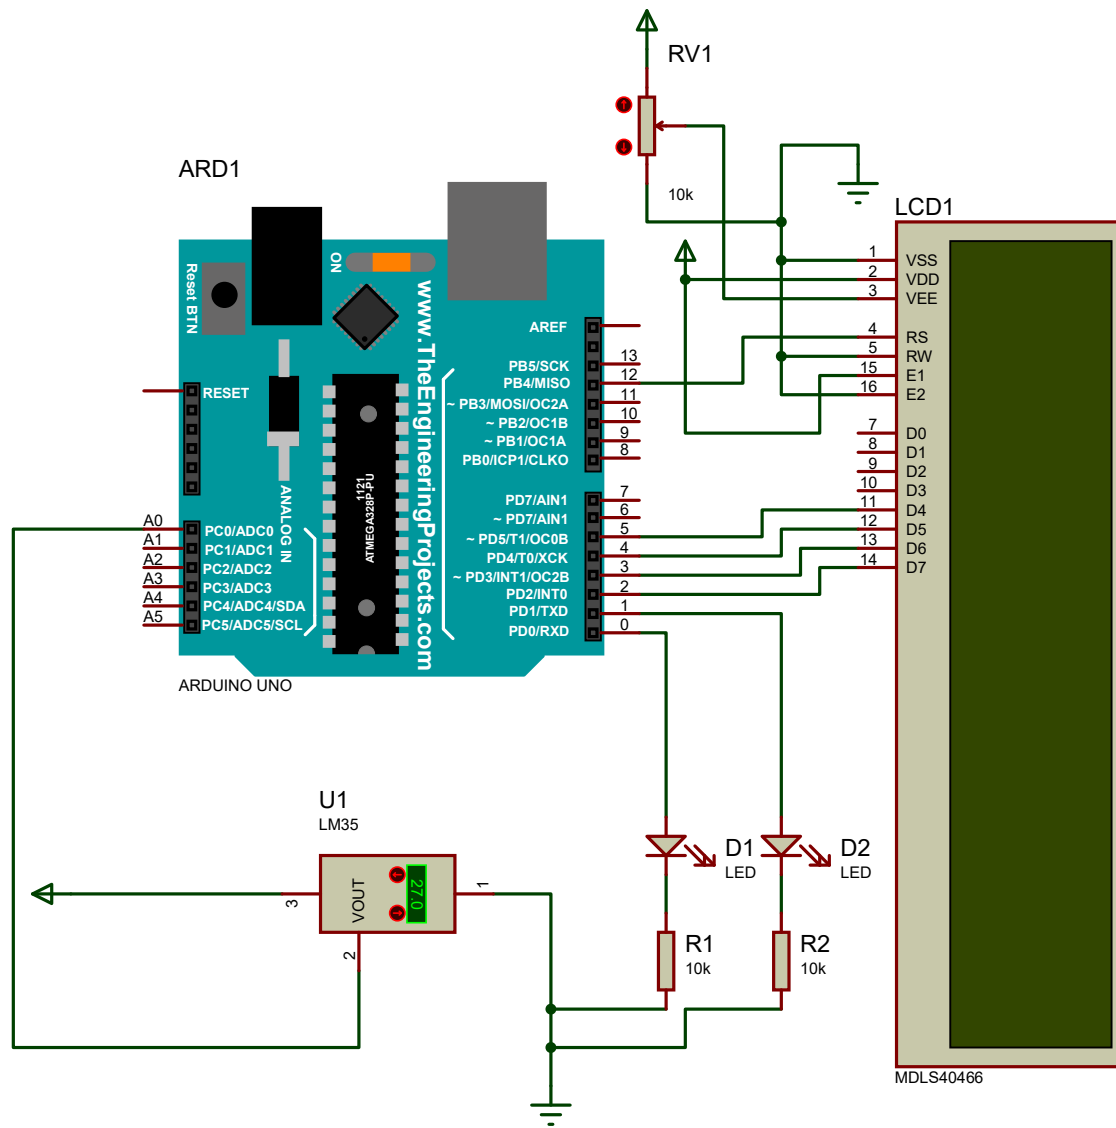 RV1
10k
ARD1
LCD1
ON
Reset BTN
www.TheEngineeringProjects.com
AREF
PB5/SCK 13
PB4/MISO 12
~ PB3/MOSI/OC2A 11
~ PB2/OC1B 10
~ PB1/OC1A 9
PB0/ICP1/CLKO 8
RESET
ANALOG IN
1121
ATMEGA328P-PU
PD7/AIN1 7
~ PD7/AIN1 6
~ PD5/T1/OC0B 5
PD4/T0/XCK 4
~ PD3/INT1/OC2B 3
PD2/INT0 2
PD1/TXD 1
PD0/RXD 0
A0 PC0/ADC0
A1 PC1/ADC1
A2 PC2/ADC2
A3 PC3/ADC3
A4 PC4/ADC4/SDA
A5 PC5/ADC5/SCL
ARDUINO UNO
1 VSS
2 VDD
3 VEE
4 RS
5 RW
15 E1
16 E2
7 D0
8 D1
9 D2
10 D3
11 D4
12 D5
13 D6
14 D7
MDLS40466
U1
LM35
3
VOUT
27.0
1
2
D1
LED
D2
LED
R1
10k
R2
10k